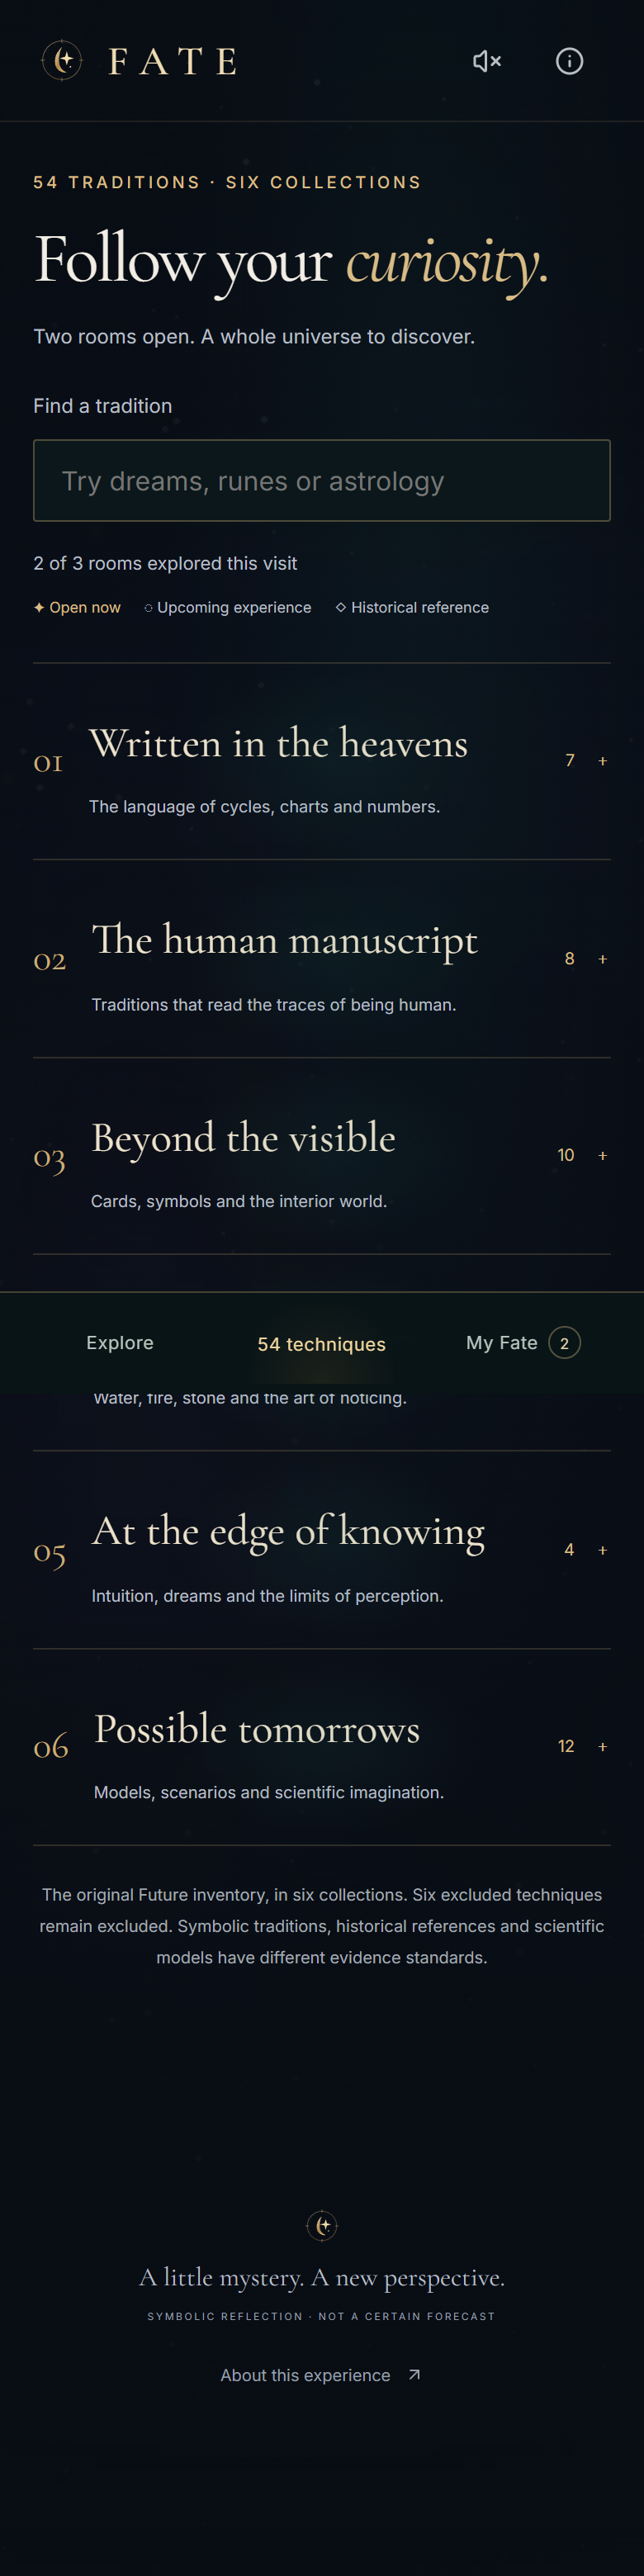 FATE
54 TRADITIONS · SIX COLLECTIONS
Follow your curiosity.
Two rooms open. A whole universe to discover.
Find a tradition
Try dreams, runes or astrology
2 of 3 rooms explored this visit
✦ Open now ◌ Upcoming experience ◇ Historical reference
01 Written in the heavens 7 +
The language of cycles, charts and numbers.
02 The human manuscript 8 +
Traditions that read the traces of being human.
03 Beyond the visible 10 +
Cards, symbols and the interior world.
Explore 54 techniques My Fate 2
Water, fire, stone and the art of noticing.
05 At the edge of knowing 4 +
Intuition, dreams and the limits of perception.
06 Possible tomorrows 12 +
Models, scenarios and scientific imagination.
The original Future inventory, in six collections. Six excluded techniques
remain excluded. Symbolic traditions, historical references and scientific
models have different evidence standards.
A little mystery. A new perspective.
SYMBOLIC REFLECTION · NOT A CERTAIN FORECAST
About this experience ↗